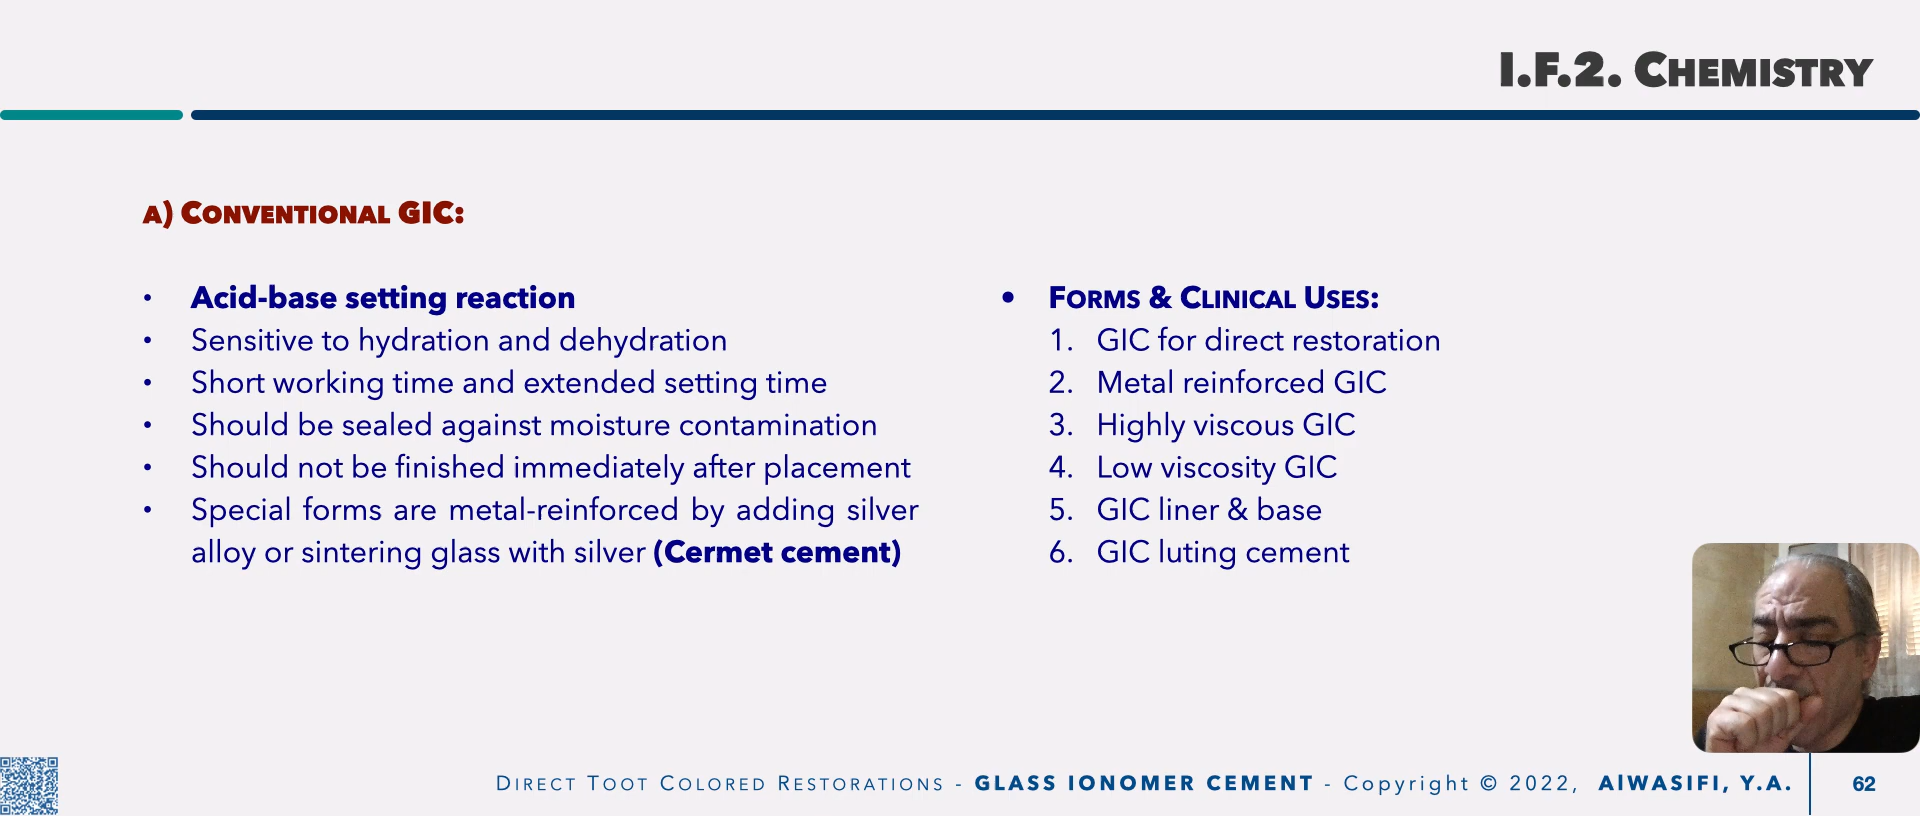 I.F.2. CHEMISTRY
A) CONVENTIONAL GIC:
• Acid-base setting reaction
• Sensitive to hydration and dehydration
• Short working time and extended setting time
• Should be sealed against moisture contamination
• Should not be finished immediately after placement
• Special forms are metal-reinforced by adding silver
alloy or sintering glass with silver (Cermet cement)
• FORMS & CLINICAL USES:
1. GIC for direct restoration
2. Metal reinforced GIC
3. Highly viscous GIC
4. Low viscosity GIC
5. GIC liner & base
6. GIC luting cement
DIRECT TOOT COLORED RESTORATIONS - GLASS IONOMER CEMENT - Copyright © 2022, AlWASIFI, Y.A. 62